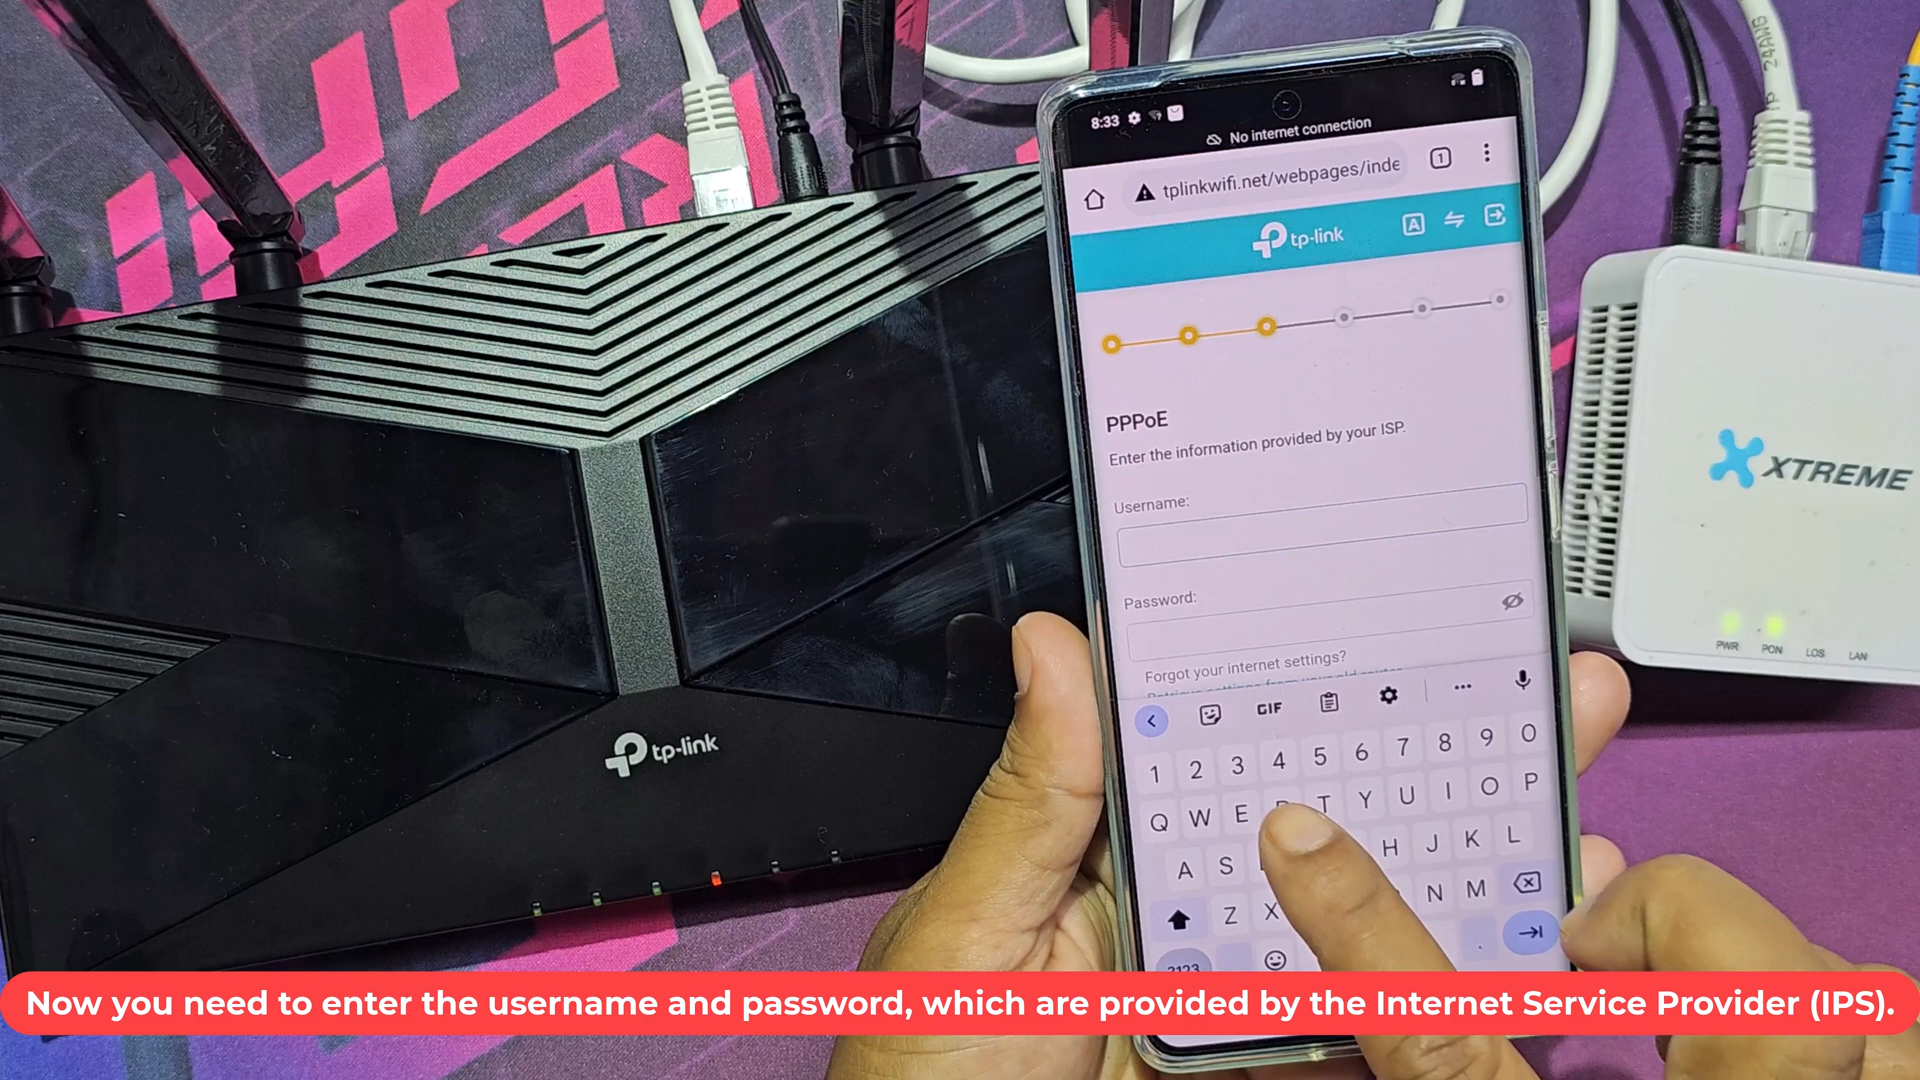 24AWG
8:33
No internet connection
1
tplinkwifi.net/webpages/inde
tp-link
A
PPPoE
Enter the information provided by your ISP.
Username:
Password:
Forgot your internet settings?
GIF
1 2 3 4 5 6 7 8 9 0
Q W E T Y U I O P
A S H J K L
Z X N M
.
XTREME
PWR PON LOS LAN
tp-link
Now you need to enter the username and password, which are provided by the Internet Service Provider (IPS).